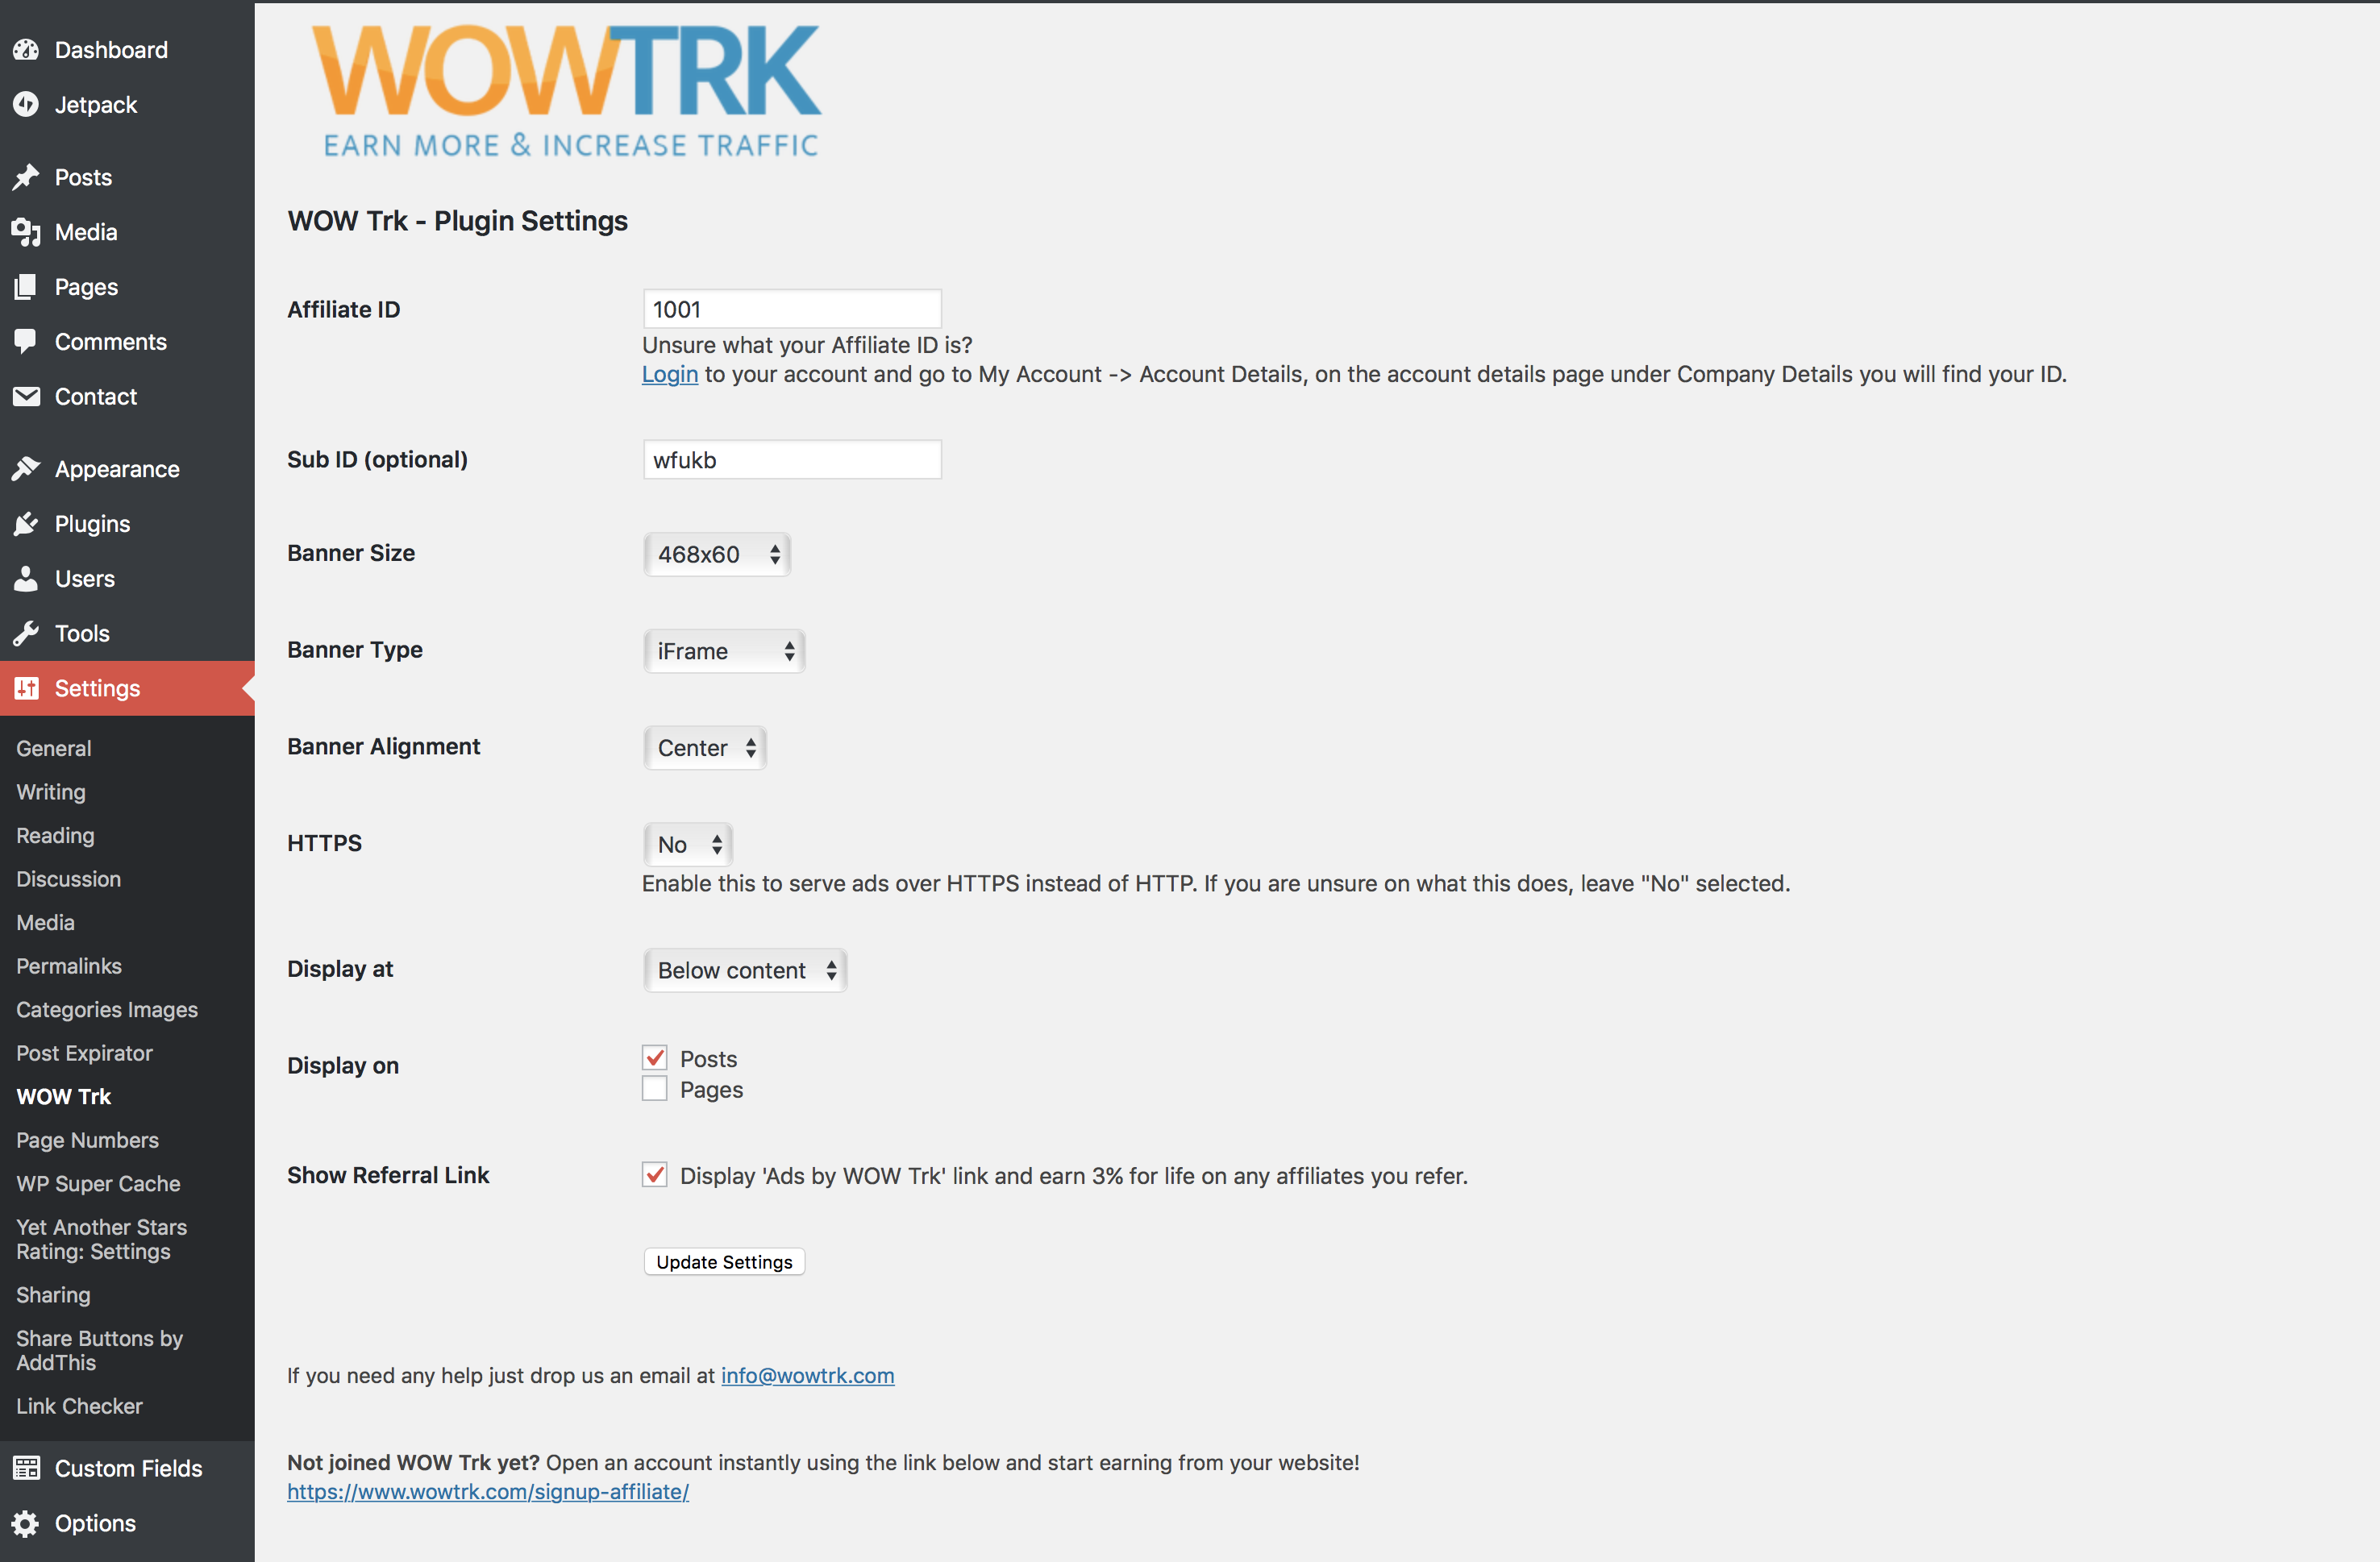 Dashboard
Jetpack
Posts
Media
Pages
Comments
Contact
Appearance
Plugins
Users
Tools
Settings
General
Writing
Reading
Discussion
Media
Permalinks
Categories Images
Post Expirator
WOW Trk
Page Numbers
WP Super Cache
Yet Another Stars
Rating: Settings
Sharing
Share Buttons by
AddThis
Link Checker
Custom Fields
Options
WOWTRK
EARN MORE & INCREASE TRAFFIC
WOW Trk - Plugin Settings
Affiliate ID
1001
Unsure what your Affiliate ID is?
Login to your account and go to My Account -> Account Details, on the account details page under Company Details you will find your ID.
Sub ID (optional)
wfukb
Banner Size
468x60
Banner Type
iFrame
Banner Alignment
Center
HTTPS
No
Enable this to serve ads over HTTPS instead of HTTP. If you are unsure on what this does, leave "No" selected.
Display at
Below content
Display on
Posts
Pages
Show Referral Link
Display 'Ads by WOW Trk' link and earn 3% for life on any affiliates you refer.
Update Settings
If you need any help just drop us an email at info@wowtrk.com
Not joined WOW Trk yet? Open an account instantly using the link below and start earning from your website!
https://www.wowtrk.com/signup-affiliate/